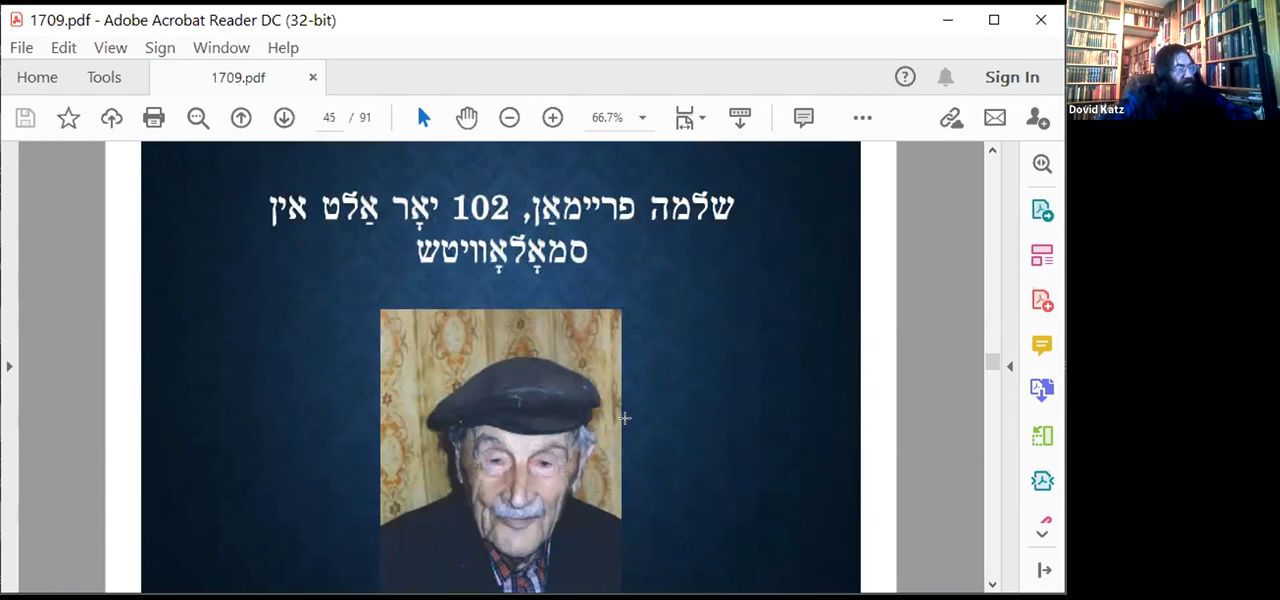 1709.pdf - Adobe Acrobat Reader DC (32-bit)
File Edit View Sign Window Help
Home Tools 1709.pdf Sign In
45 / 91 66.7%
Dovid Katz
שלמה פריימאַן, 102 יאָר אַלט אין
סמאָלאָוויטש